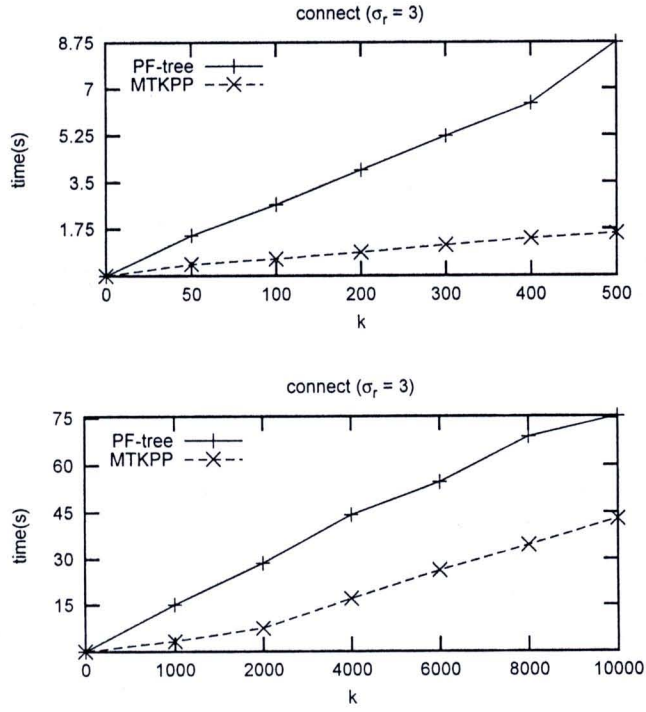 connect (σr = 3)
8.75
7
5.25
3.5
1.75
time(s)
PF-tree
MTKPP
0 50 100 200 300 400 500
k
connect (σr = 3)
75
60
45
30
15
time(s)
PF-tree
MTKPP
0 1000 2000 4000 6000 8000 10000
k